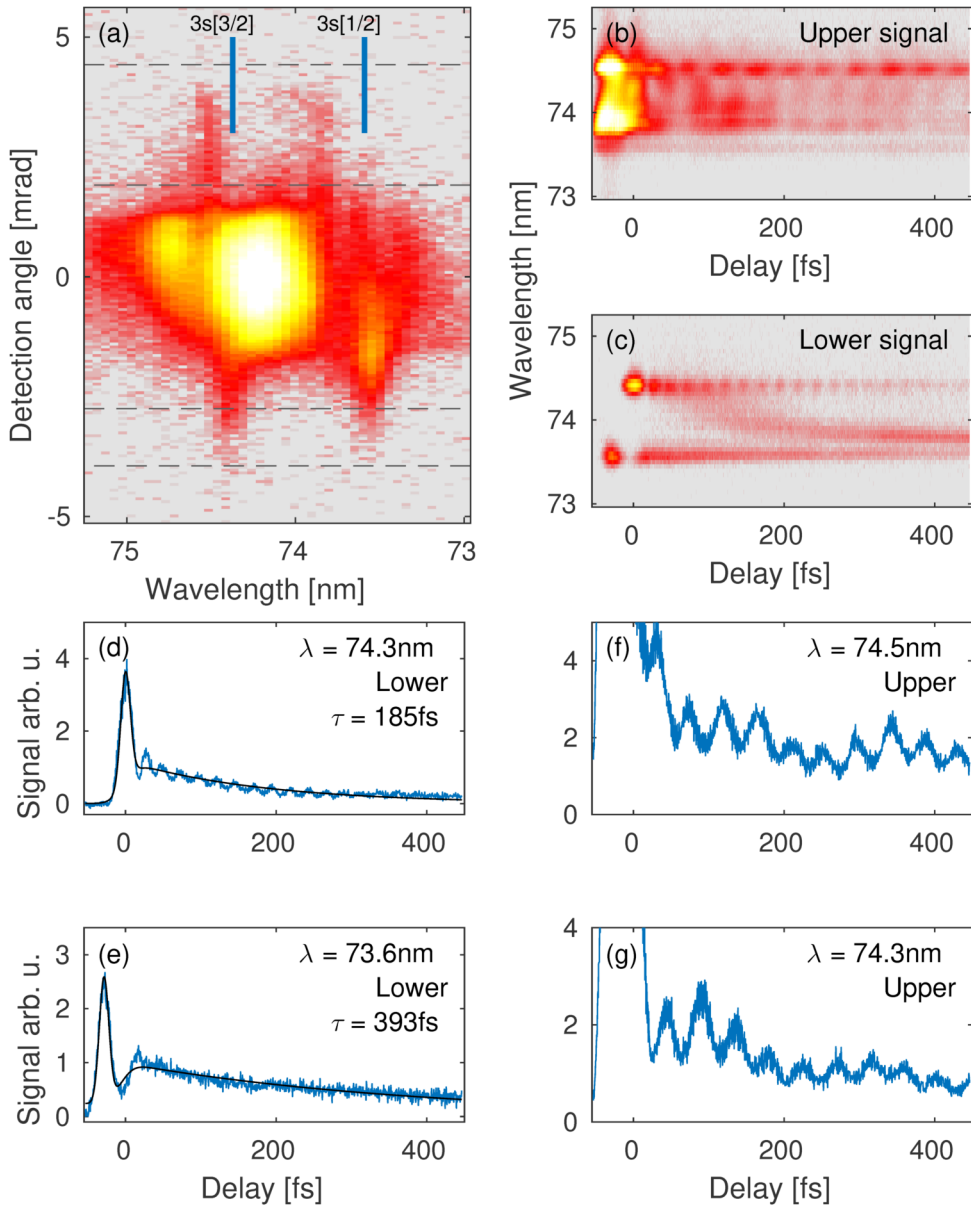 (a)
3s[3/2]
3s[1/2]
5
0
-5
Detection angle [mrad]
75
74
73
Wavelength [nm]
(b)
Upper signal
75
74
73
0
200
400
Delay [fs]
Wavelength [nm]
(c)
Lower signal
75
74
73
0
200
400
Delay [fs]
(d)
λ = 74.3nm
Lower
τ = 185fs
4
2
0
Signal arb. u.
0
200
400
(f)
λ = 74.5nm
Upper
4
2
0
0
200
400
(e)
λ = 73.6nm
Lower
τ = 393fs
3
2
1
0
Signal arb. u.
0
200
400
Delay [fs]
(g)
λ = 74.3nm
Upper
4
2
0
0
200
400
Delay [fs]